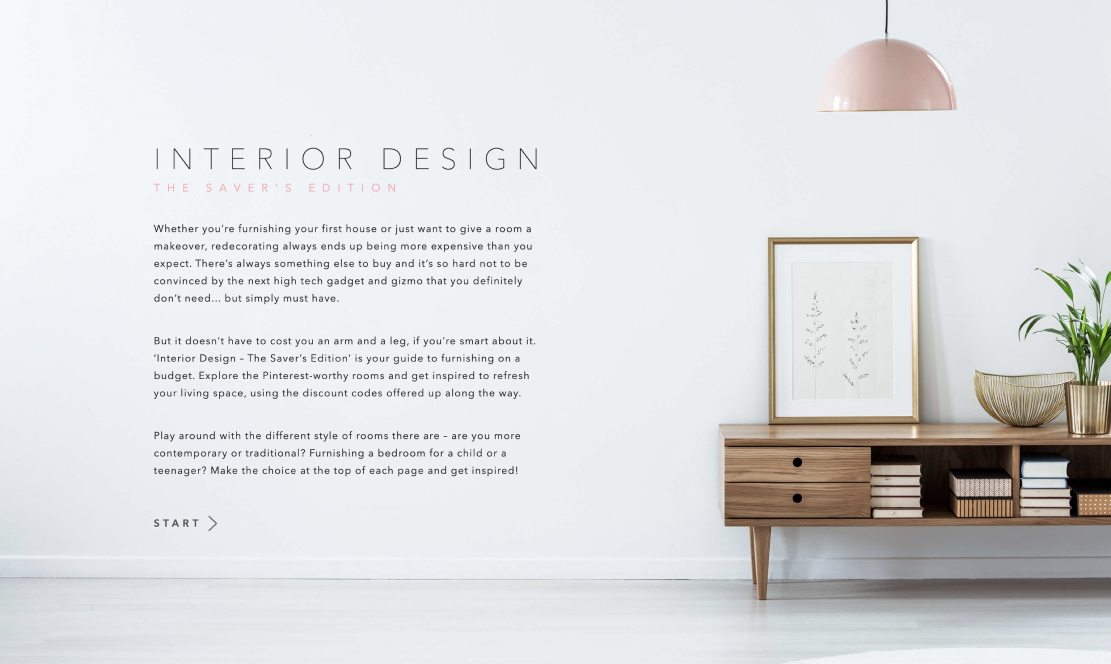 INTERIOR DESIGN
THE SAVER'S EDITION
Whether you're furnishing your first house or just want to give a room a
makeover, redecorating always ends up being more expensive than you
expect. There's always something else to buy and it's so hard not to be
convinced by the next high tech gadget and gizmo that you definitely
don't need... but simply must have.
But it doesn't have to cost you an arm and a leg, if you're smart about it.
'Interior Design – The Saver's Edition' is your guide to furnishing on a
budget. Explore the Pinterest-worthy rooms and get inspired to refresh
your living space, using the discount codes offered up along the way.
Play around with the different style of rooms there are – are you more
contemporary or traditional? Furnishing a bedroom for a child or a
teenager? Make the choice at the top of each page and get inspired!
START